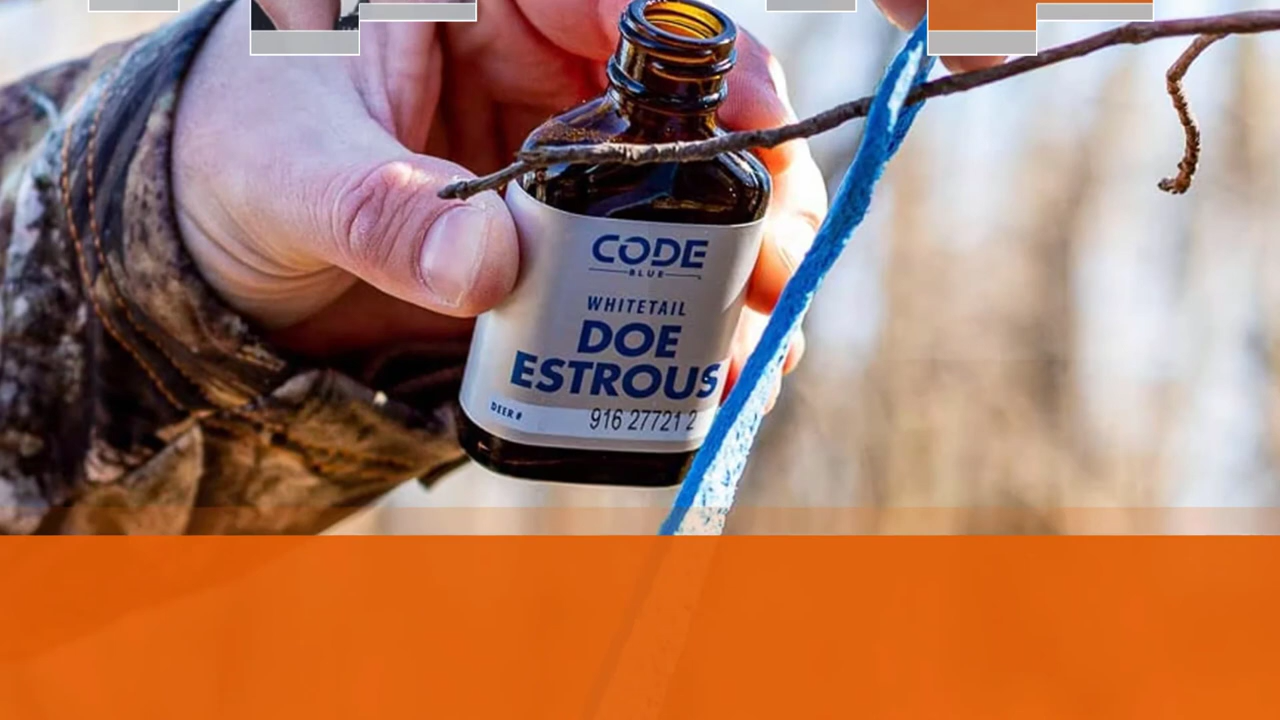 CODE
BLUE
WHITETAIL
DOE
ESTROUS
DEER #
916 27721 2